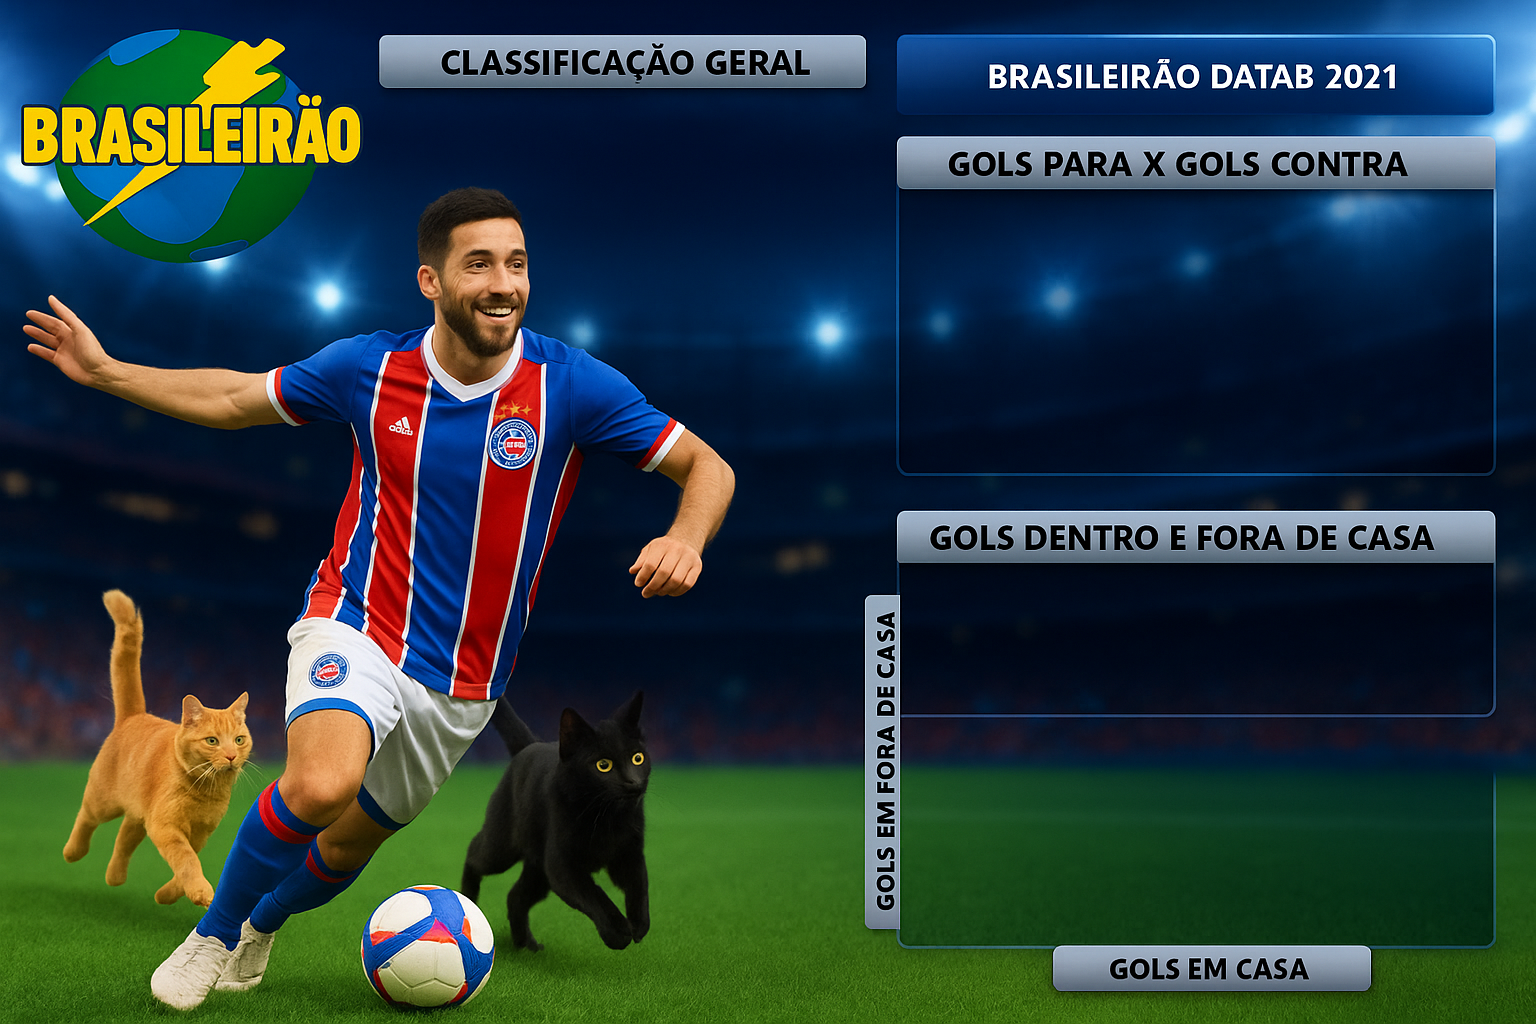 BRASILEIRÃO
CLASSIFICAÇÃO GERAL
BRASILEIRÃO DATAB 2021
GOLS PARA X GOLS CONTRA
adidas
GOLS DENTRO E FORA DE CASA
GOLS EM FORA DE CASA
GOLS EM CASA